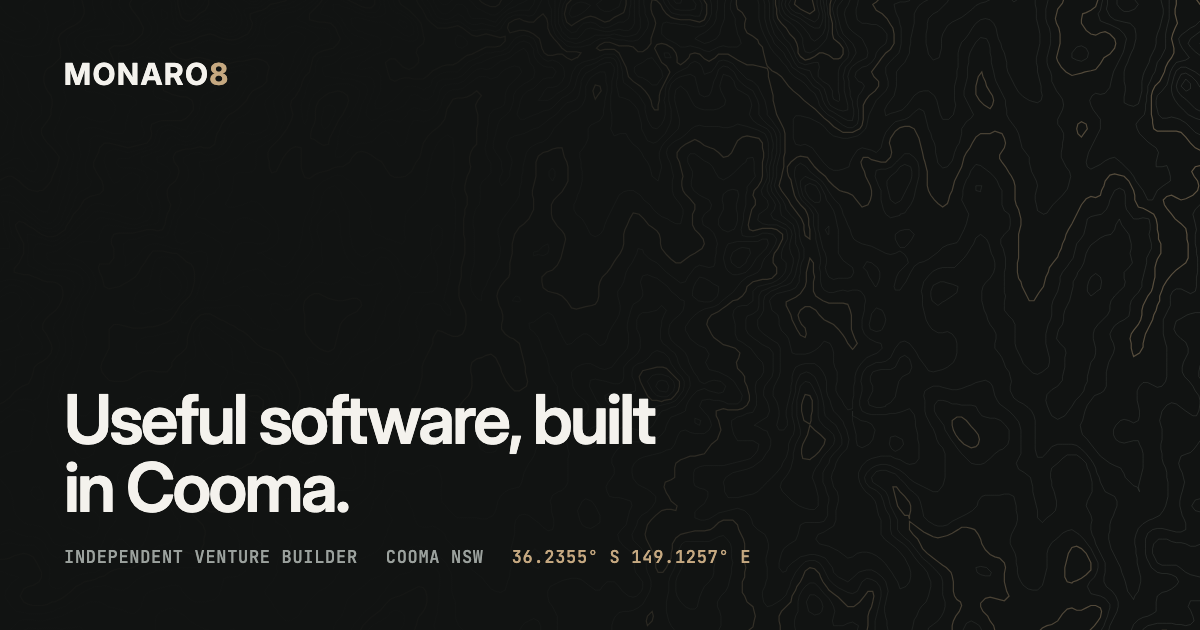 MONARO8
Useful software, built
in Cooma.
INDEPENDENT VENTURE BUILDER COOMA NSW 36.2355° S 149.1257° E